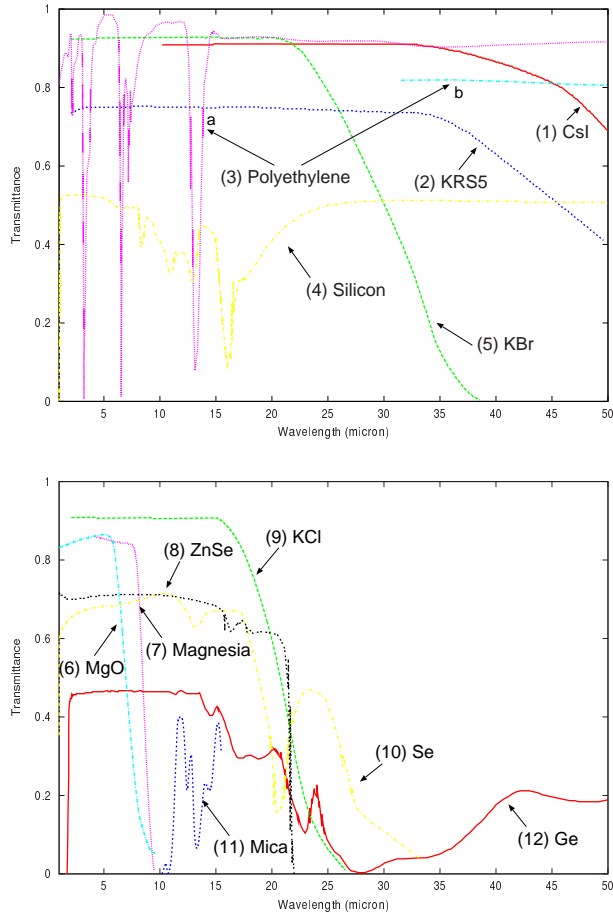 1
0.8
0.6
0.4
0.2
0
Transmittance
a
b
(1) CsI
(2) KRS5
(3) Polyethylene
(4) Silicon
(5) KBr
5 10 15 20 25 30 35 40 45 50
Wavelength (micron)
1
0.8
0.6
0.4
0.2
0
Transmittance
(8) ZnSe
(9) KCl
(7) Magnesia
(6) MgO
(10) Se
(11) Mica
(12) Ge
5 10 15 20 25 30 35 40 45 50
Wavelength (micron)